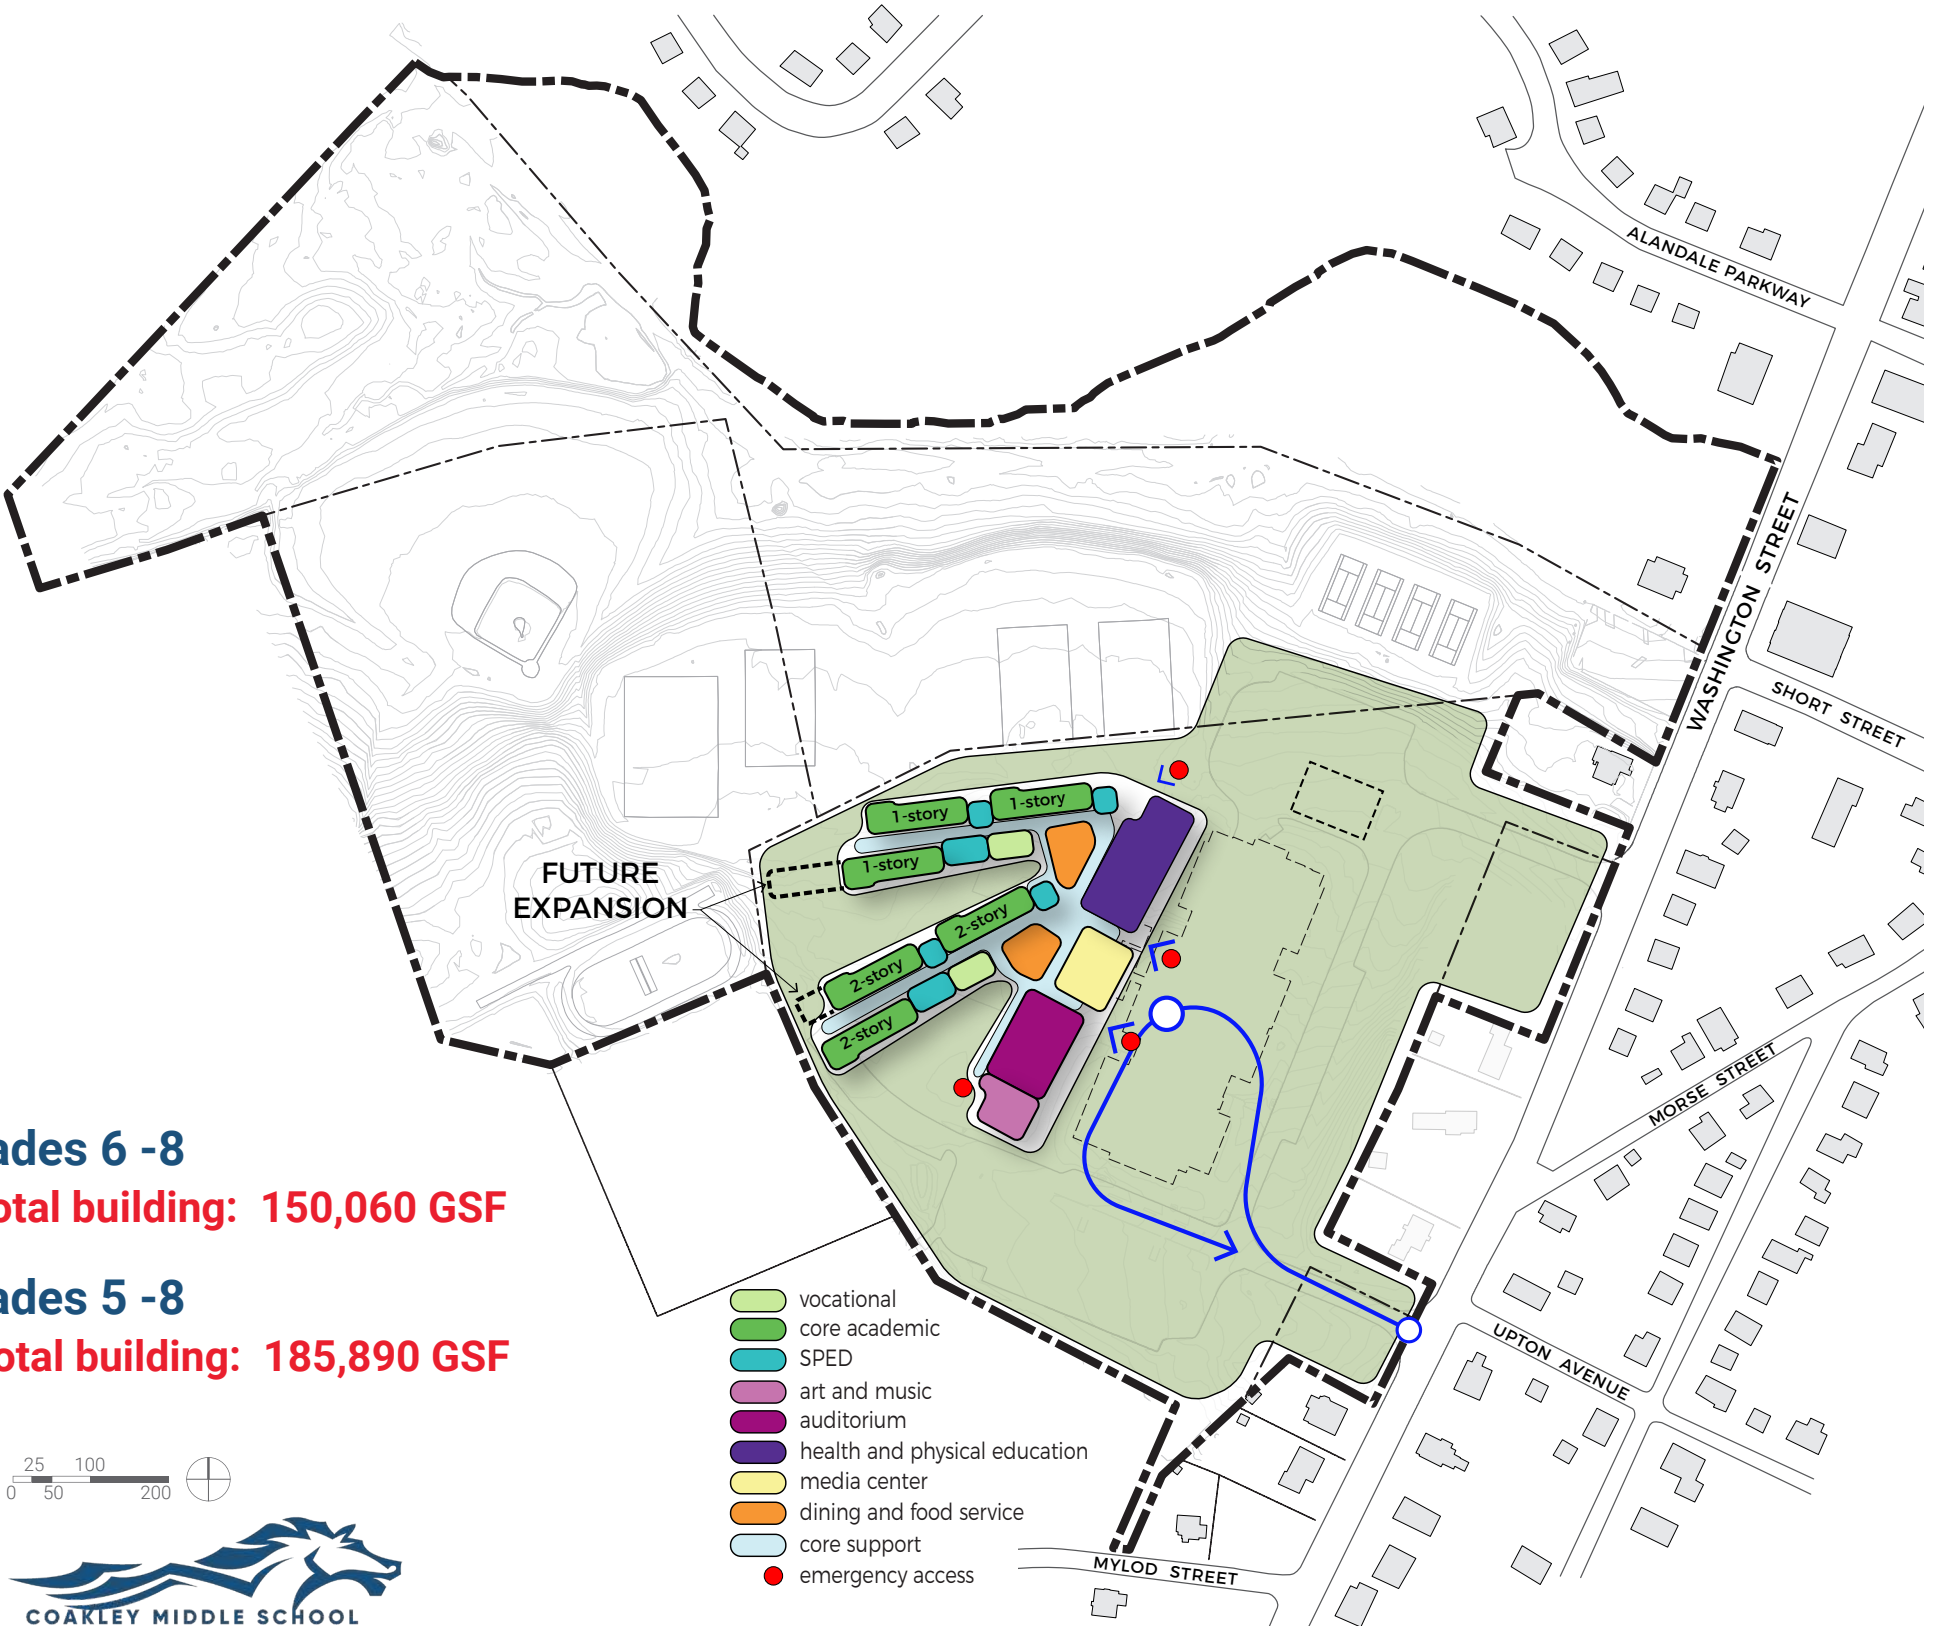 ALANDALE PARKWAY
WASHINGTON STREET
SHORT STREET
1-story
1-story
1-story
FUTURE
EXPANSION
2-story
2-story
2-story
MORSE STREET
ades 6 -8
otal building: 150,060 GSF
ades 5 -8
otal building: 185,890 GSF
vocational
core academic
SPED
art and music
auditorium
health and physical education
media center
dining and food service
core support
emergency access
UPTON AVENUE
MYLOD STREET
25 100
0 50 200
COAKLEY MIDDLE SCHOOL